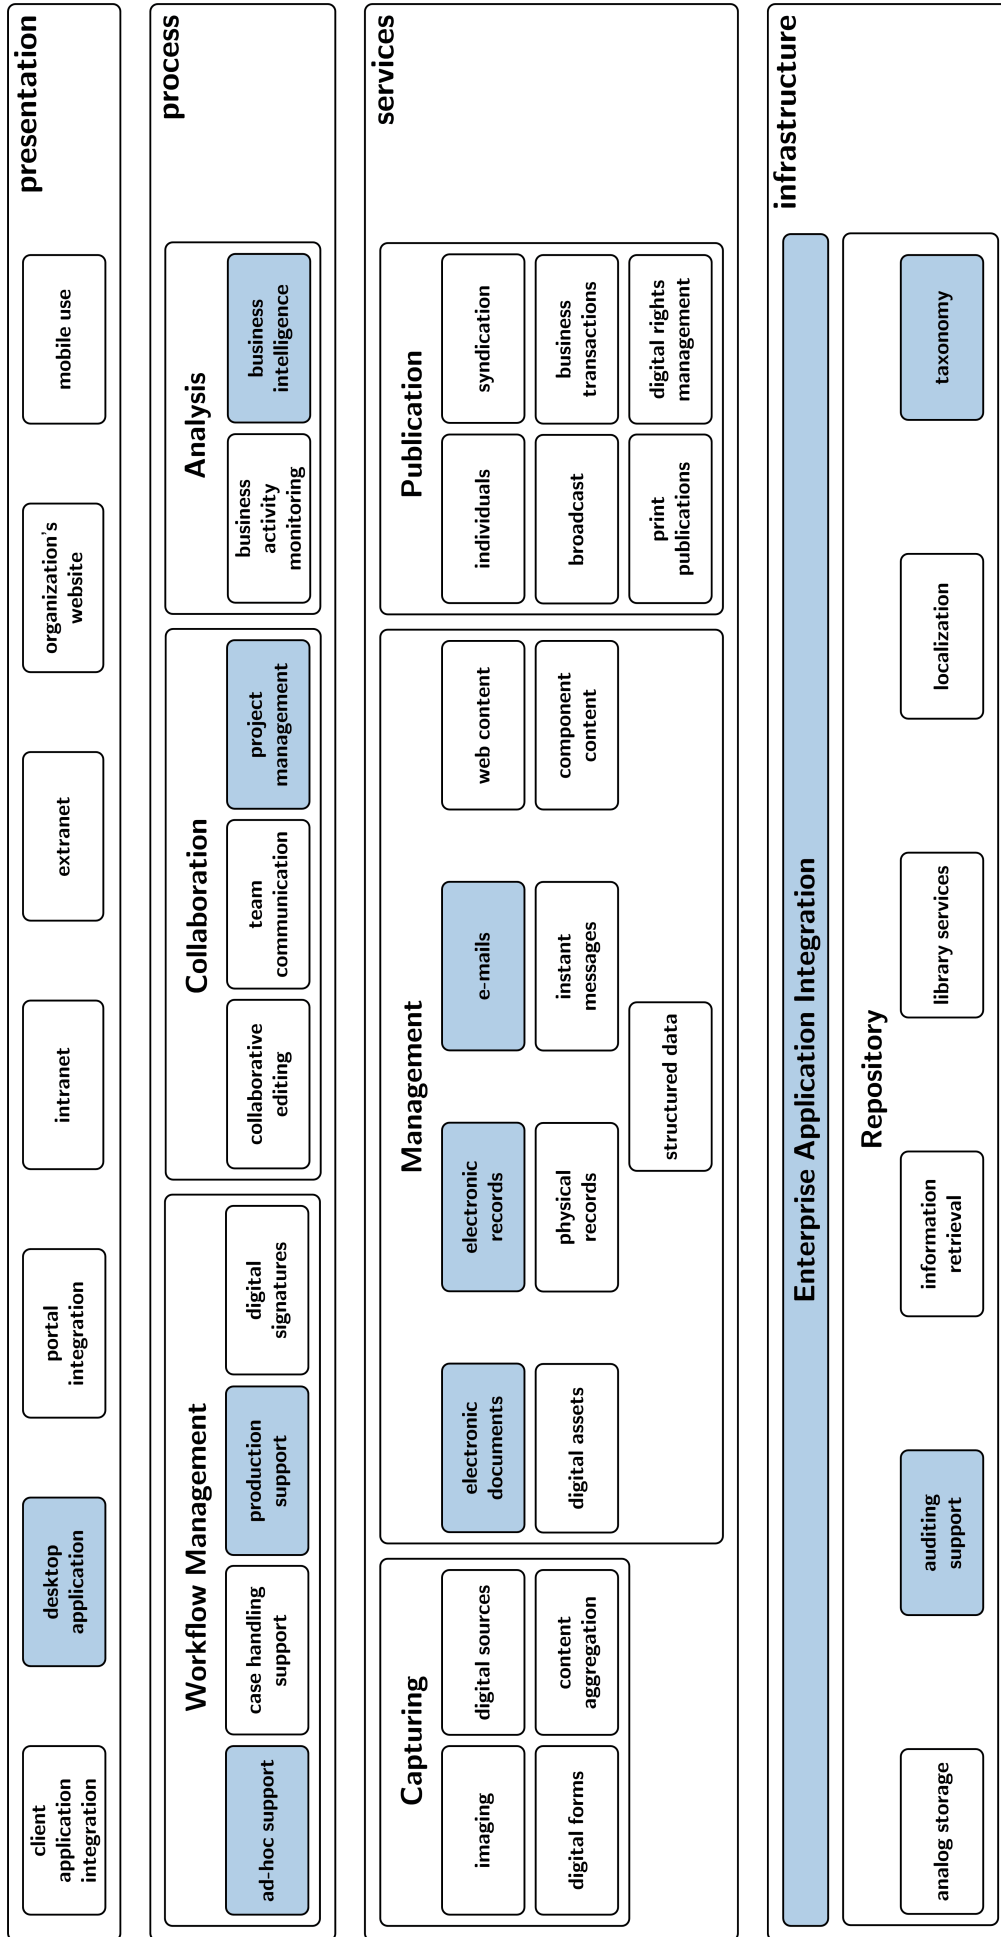 presentation
client
application
integration
desktop
application
portal
integration
intranet
extranet
organization's
website
mobile use
process
Workflow Management
ad-hoc support
case handling
support
production
support
digital
signatures
Collaboration
collaborative
editing
team
communication
project
management
Analysis
business
activity
monitoring
business
intelligence
services
Capturing
imaging
digital sources
digital forms
content
aggregation
Management
electronic
documents
electronic
records
e-mails
web content
digital assets
physical
records
instant
messages
component
content
structured data
Publication
individuals
syndication
broadcast
business
transactions
print
publications
digital rights
management
infrastructure
Enterprise Application Integration
Repository
analog storage
auditing
support
information
retrieval
library services
localization
taxonomy